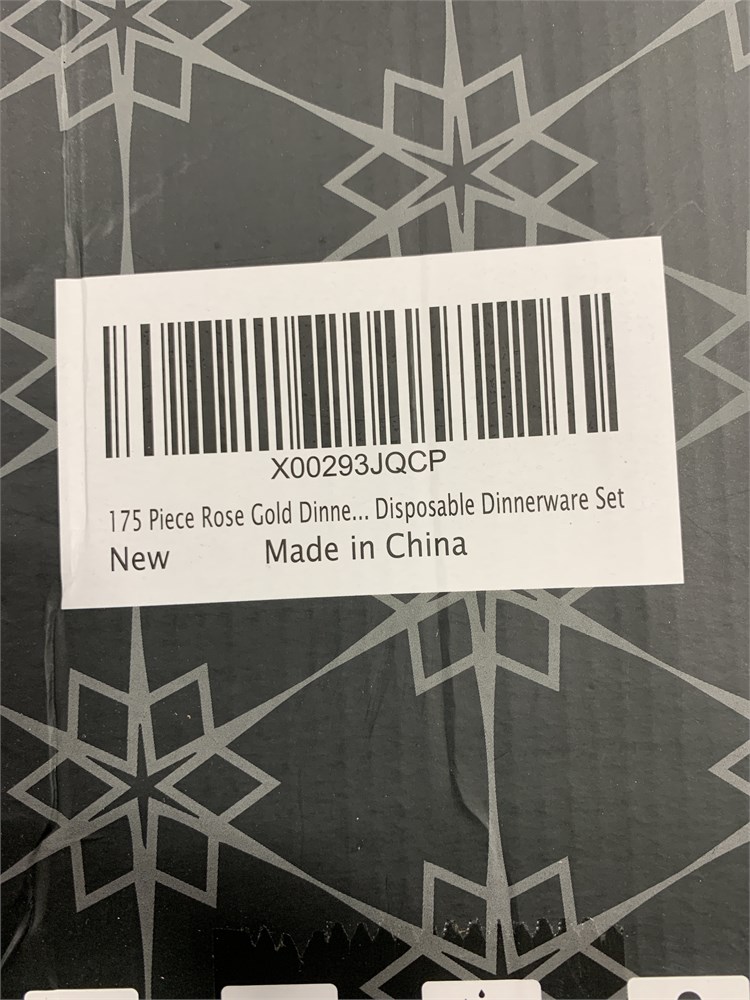 X00293JQCP
175 Piece Rose Gold Dinne... Disposable Dinnerware Set
New Made in China